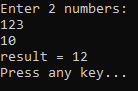 Enter 2 numbers:
123
10
result = 12
Press any key...